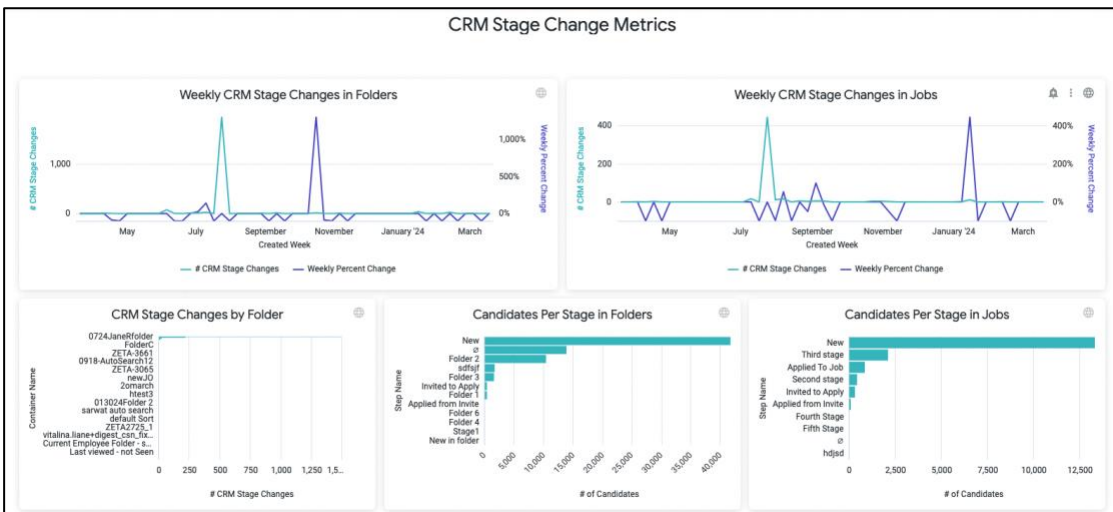 CRM Stage Change Metrics
Weekly CRM Stage Changes in Folders
# CRM Stage Changes
1,000
0
1,000%
500%
0%
Weekly Percent Change
May July September November January '24 March
Created Week
# CRM Stage Changes Weekly Percent Change
Weekly CRM Stage Changes in Jobs
# CRM Stage Changes
400
200
0
400%
200%
0%
Weekly Percent Change
May July September November January '24 March
Created Week
# CRM Stage Changes Weekly Percent Change
CRM Stage Changes by Folder
Container Name
0724JaneRfolder
FolderC
ZETA-3661
0918-AutoSearch12
ZETA-3065
newJO
2omarch
htest3
013024Folder 2
sarwat auto search
default Sort
ZETA2725_1
vitalina.liane+digest_csn_fix...
Current Employee Folder - s...
Last viewed - not Seen
0 250 500 750 1,000 1,250 1,5...
# CRM Stage Changes
Candidates Per Stage in Folders
Step Name
New
∅
Folder 2
sdfsjf
Folder 3
Invited to Apply
Folder 1
Applied from Invite
Folder 6
Folder 4
Stage1
New in folder
0 5,000 10,000 15,000 20,000 25,000 30,000 35,000 40,000
# of Candidates
Candidates Per Stage in Jobs
Step Name
New
Third stage
Applied To Job
Second stage
Invited to Apply
Applied from Invite
Fourth Stage
Fifth Stage
∅
hdjsd
0 2,500 5,000 7,500 10,000 12,500
# of Candidates